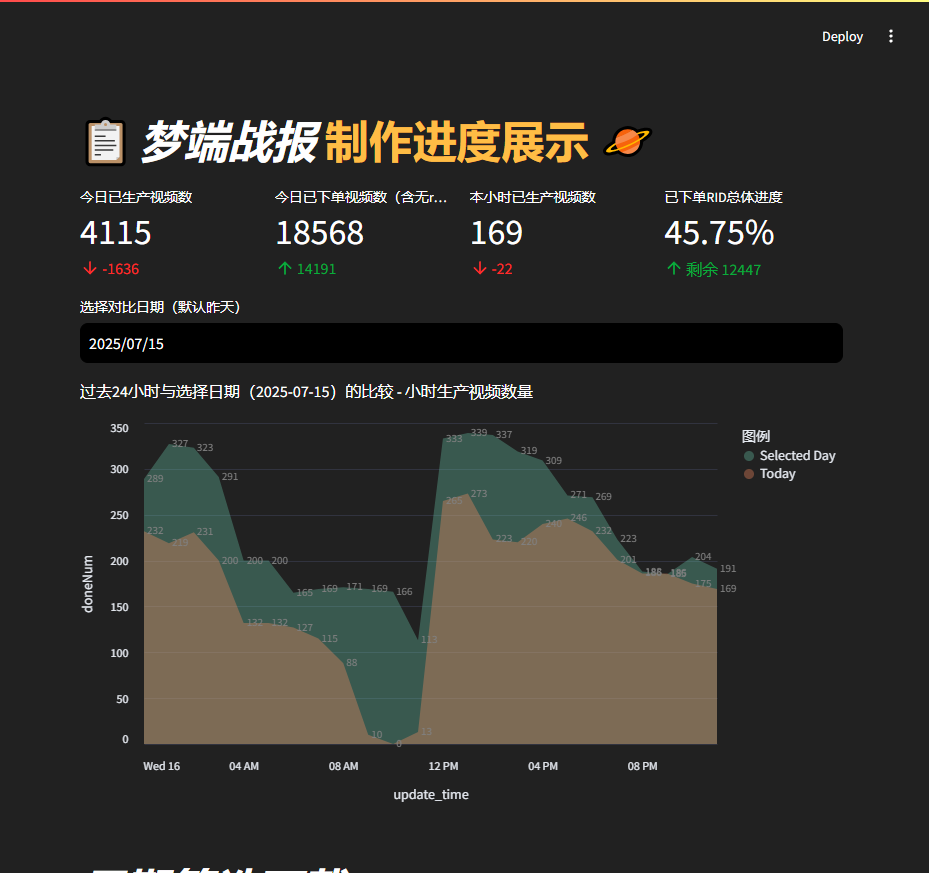 Deploy
梦端战报制作进度展示
今日已生产视频数
4115
-1636
今日已下单视频数（含无r...
18568
14191
本小时已生产视频数
169
-22
已下单RID总体进度
45.75%
剩余 12447
选择对比日期（默认昨天）
2025/07/15
过去24小时与选择日期（2025-07-15）的比较 - 小时生产视频数量
图例
Selected Day
Today
doneNum
350
300
250
200
150
100
50
0
289 327 323 291 200 200 165 169 171 169 166 113 333 339 337 319 309 271 269 223 204 191
232 219 231 200 132 132 127 115 88 10 0 13 265 273 223 220 240 246 232 201 186 175 169
Wed 16 04 AM 08 AM 12 PM 04 PM 08 PM
update_time